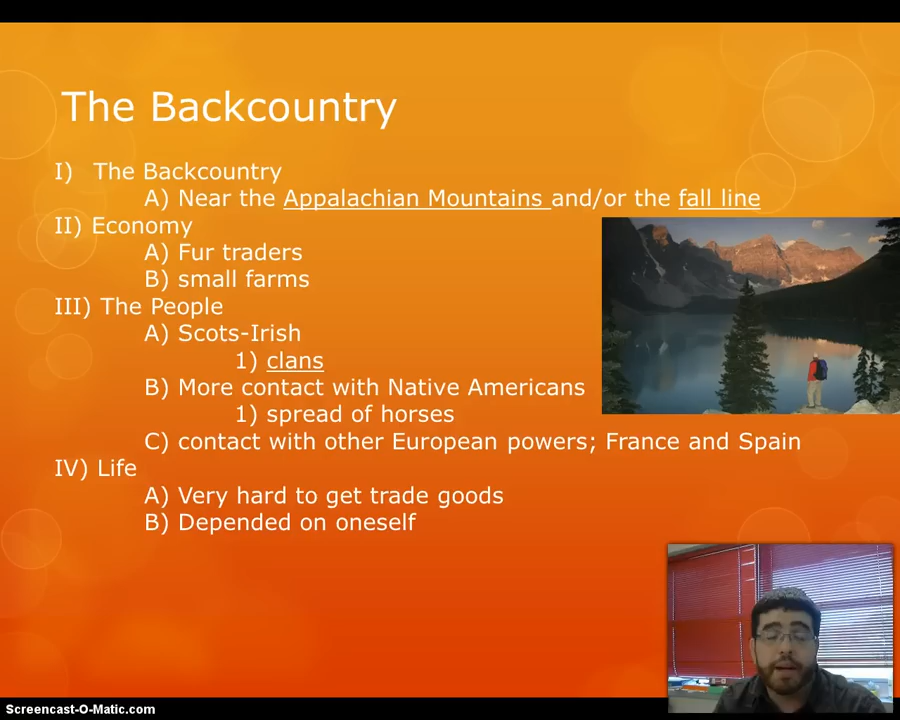 The Backcountry
I) The Backcountry
A) Near the Appalachian Mountains and/or the fall line
II) Economy
A) Fur traders
B) small farms
III) The People
A) Scots-Irish
1) clans
B) More contact with Native Americans
1) spread of horses
C) contact with other European powers; France and Spain
IV) Life
A) Very hard to get trade goods
B) Depended on oneself
Screencast-O-Matic.com